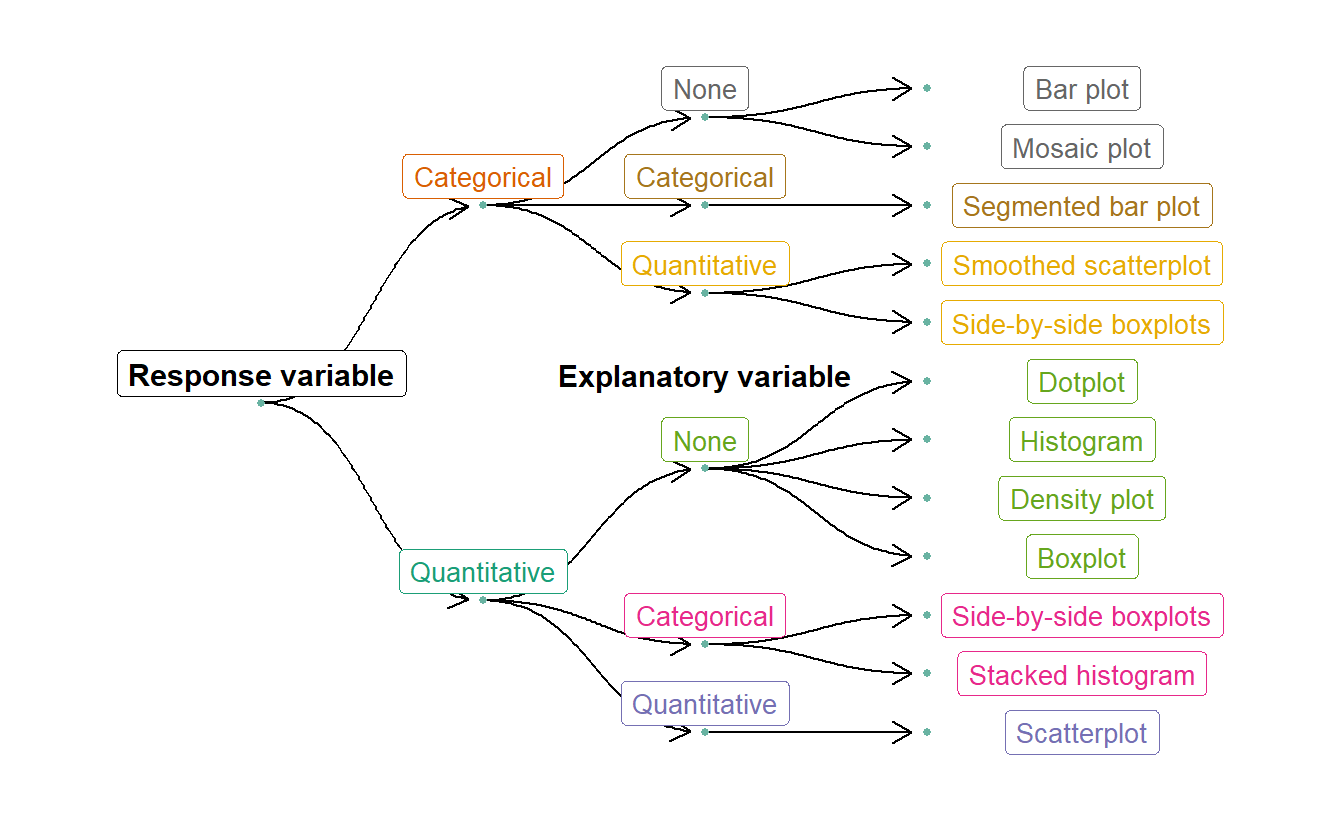 None
Bar plot
Mosaic plot
Categorical
Categorical
Segmented bar plot
Quantitative
Smoothed scatterplot
Side-by-side boxplots
Response variable
Explanatory variable
Dotplot
None
Histogram
Density plot
Boxplot
Quantitative
Categorical
Side-by-side boxplots
Stacked histogram
Quantitative
Scatterplot